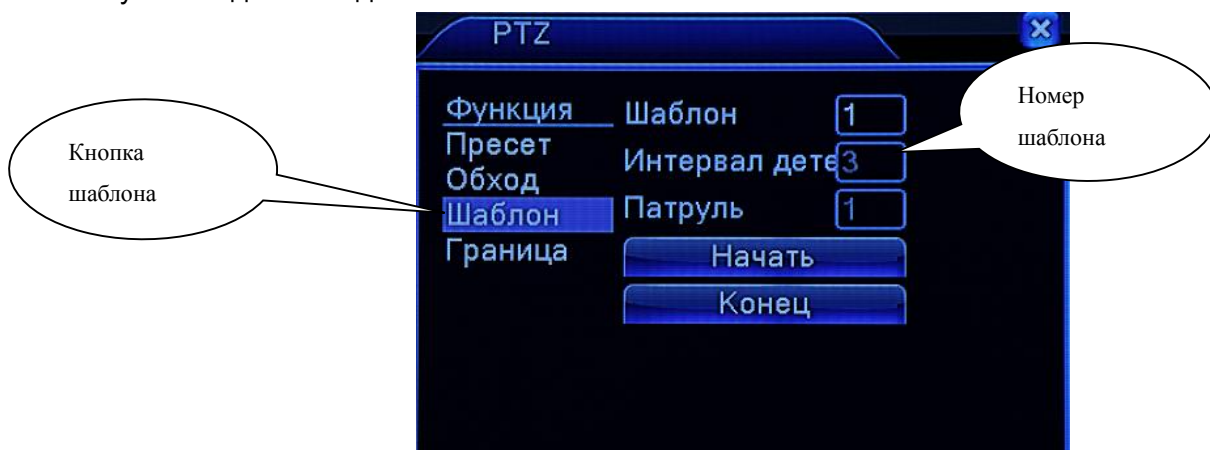 PTZ
Функция
Пресет
Обход
Шаблон
Граница
Шаблон 1
Интервал дете 3
Патруль 1
Начать
Конец
Кнопка
шаблона
Номер
шаблона